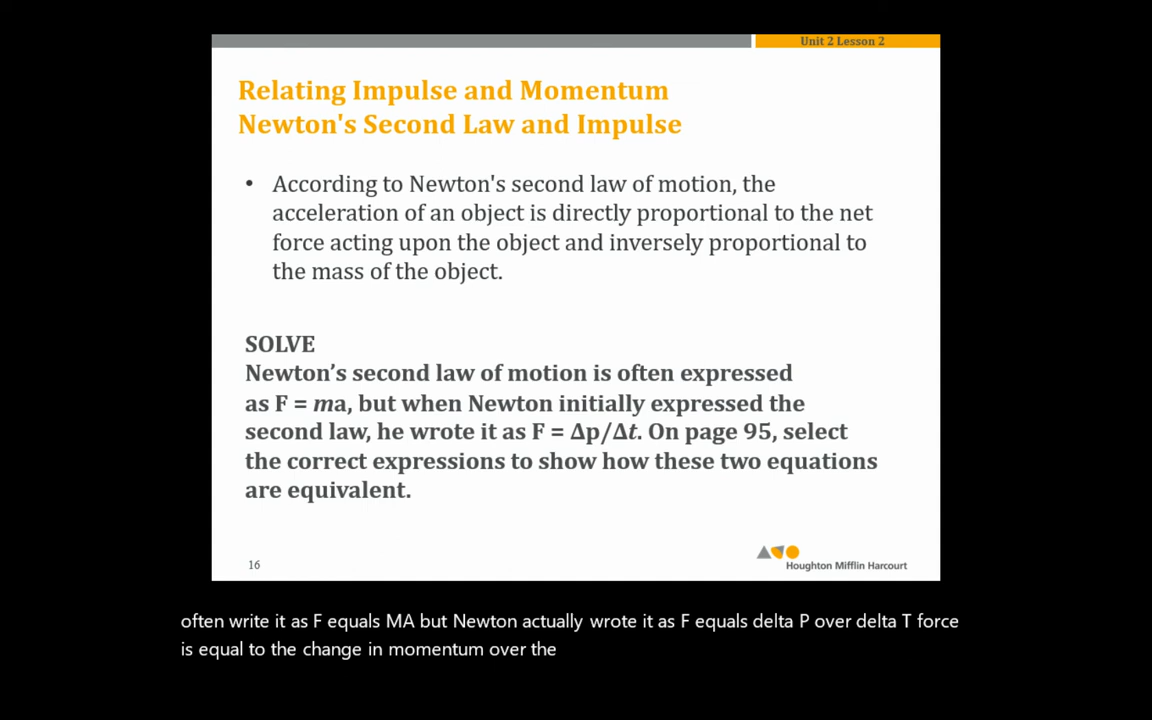 Unit 2 Lesson 2
Relating Impulse and Momentum
Newton's Second Law and Impulse
• According to Newton's second law of motion, the
acceleration of an object is directly proportional to the net
force acting upon the object and inversely proportional to
the mass of the object.
SOLVE
Newton’s second law of motion is often expressed
as F = ma, but when Newton initially expressed the
second law, he wrote it as F = Δp/Δt. On page 95, select
the correct expressions to show how these two equations
are equivalent.
16
Houghton Mifflin Harcourt
often write it as F equals MA but Newton actually wrote it as F equals delta P over delta T force
is equal to the change in momentum over the